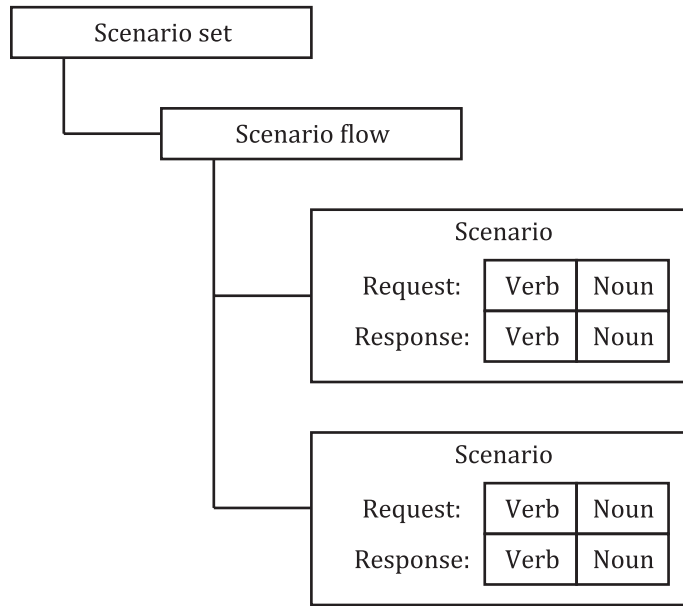 Scenario set
Scenario flow
Scenario
Request: Verb Noun
Response: Verb Noun
Scenario
Request: Verb Noun
Response: Verb Noun